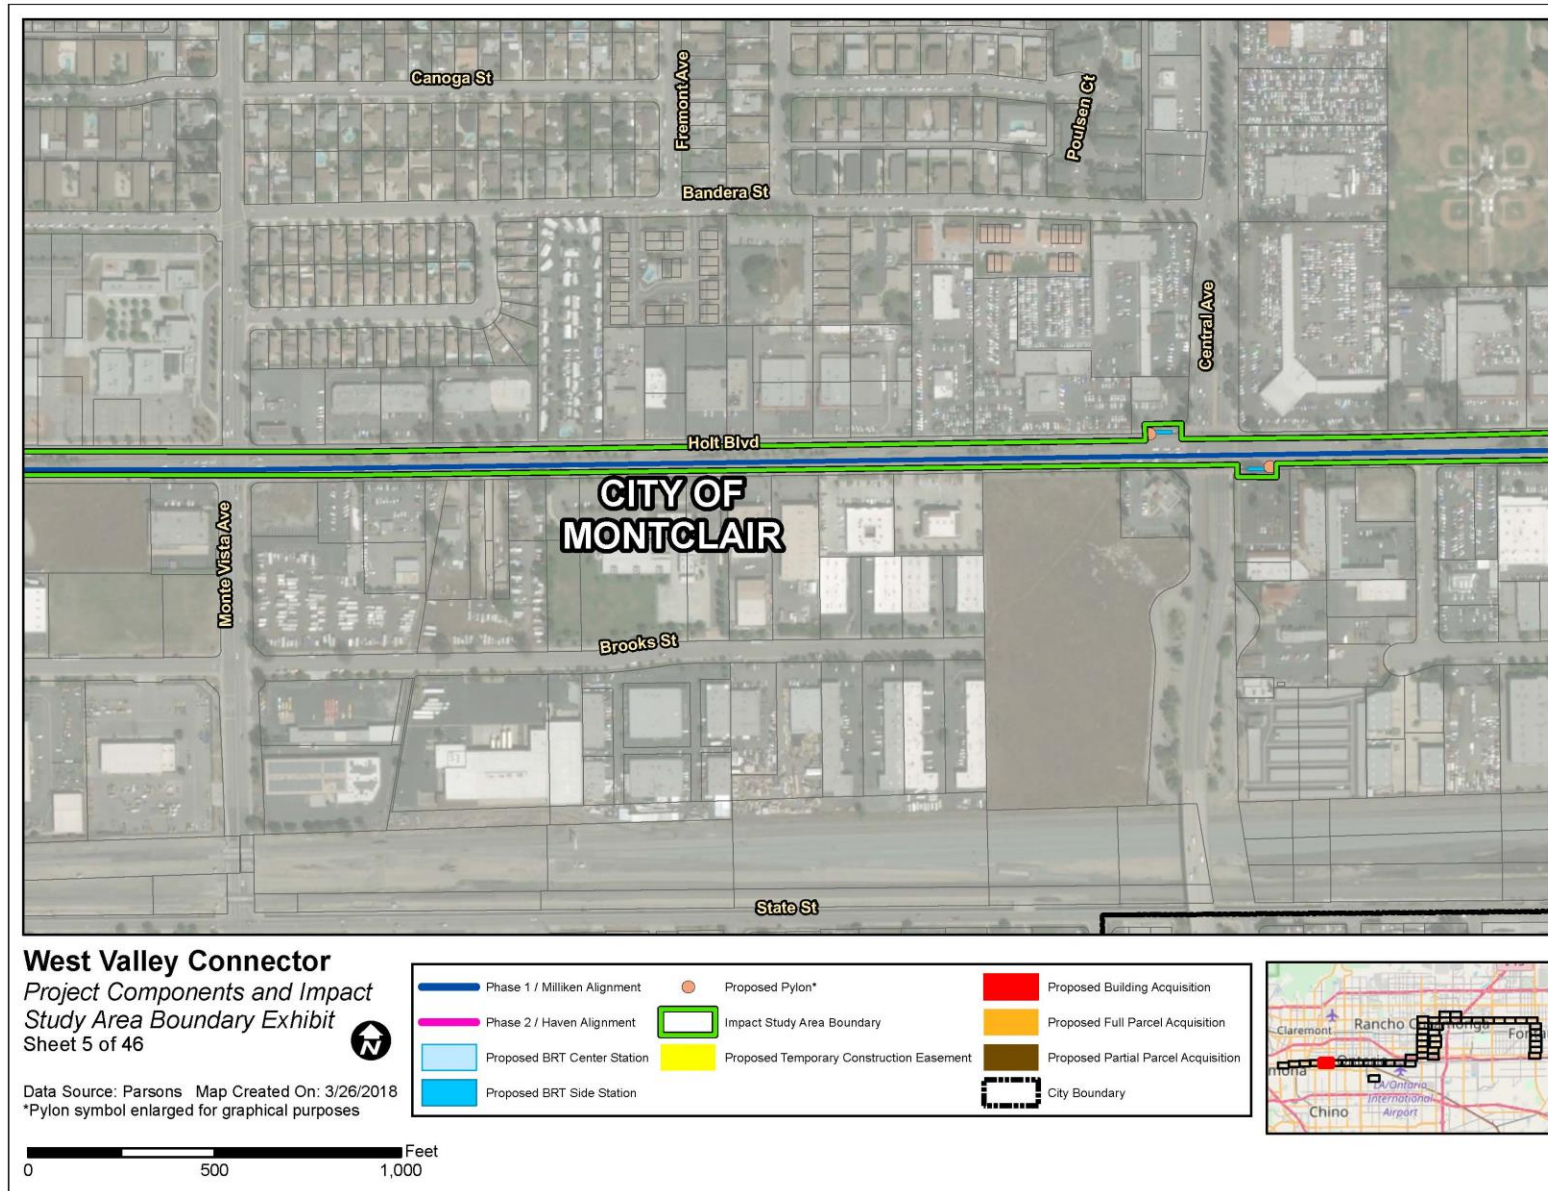 Canoga St
Fremont Ave
Poulsen Ct
Bandera St
Central Ave
Holt Blvd
CITY OF
MONTCLAIR
Monte Vista Ave
Brooks St
State St
West Valley Connector
Project Components and Impact
Study Area Boundary Exhibit
Sheet 5 of 46
N
Data Source: Parsons Map Created On: 3/26/2018
*Pylon symbol enlarged for graphical purposes
0 500 1,000 Feet
Phase 1 / Milliken Alignment
Phase 2 / Haven Alignment
Proposed BRT Center Station
Proposed BRT Side Station
Proposed Pylon*
Impact Study Area Boundary
Proposed Temporary Construction Easement
Proposed Building Acquisition
Proposed Full Parcel Acquisition
Proposed Partial Parcel Acquisition
City Boundary
Claremont
Rancho
Chino
LA/Ontario
International
Airport